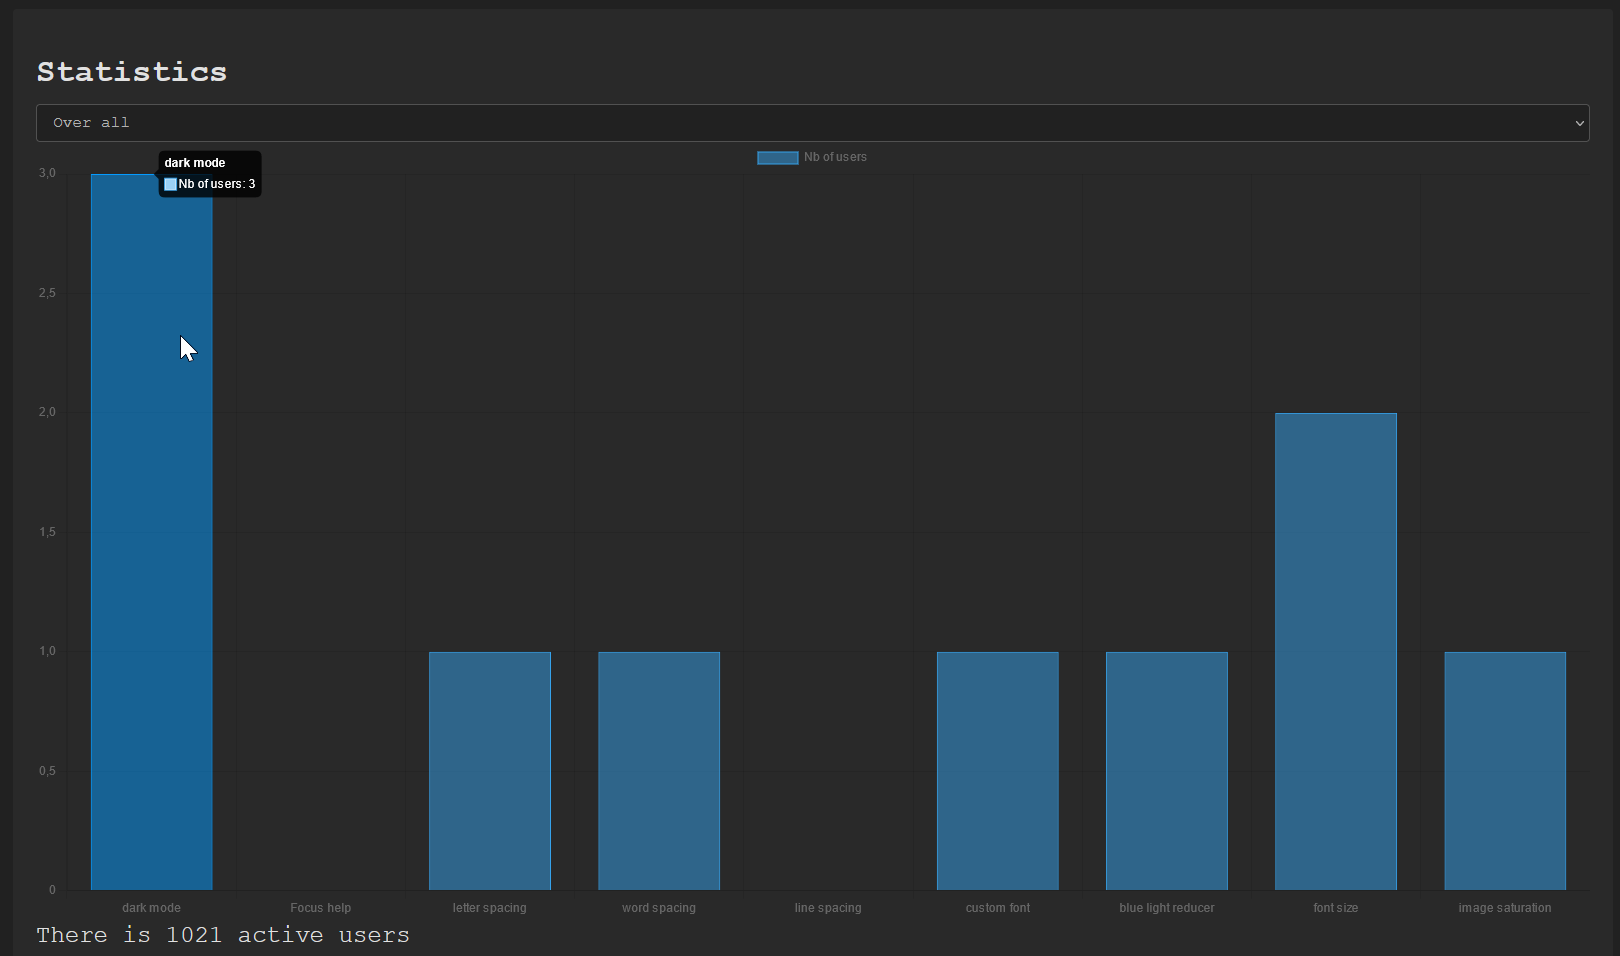 Statistics
Over all
Nb of users
dark mode
Nb of users: 3
3,0
2,5
2,0
1,5
1,0
0,5
0
dark mode
Focus help
letter spacing
word spacing
line spacing
custom font
blue light reducer
font size
image saturation
There is 1021 active users